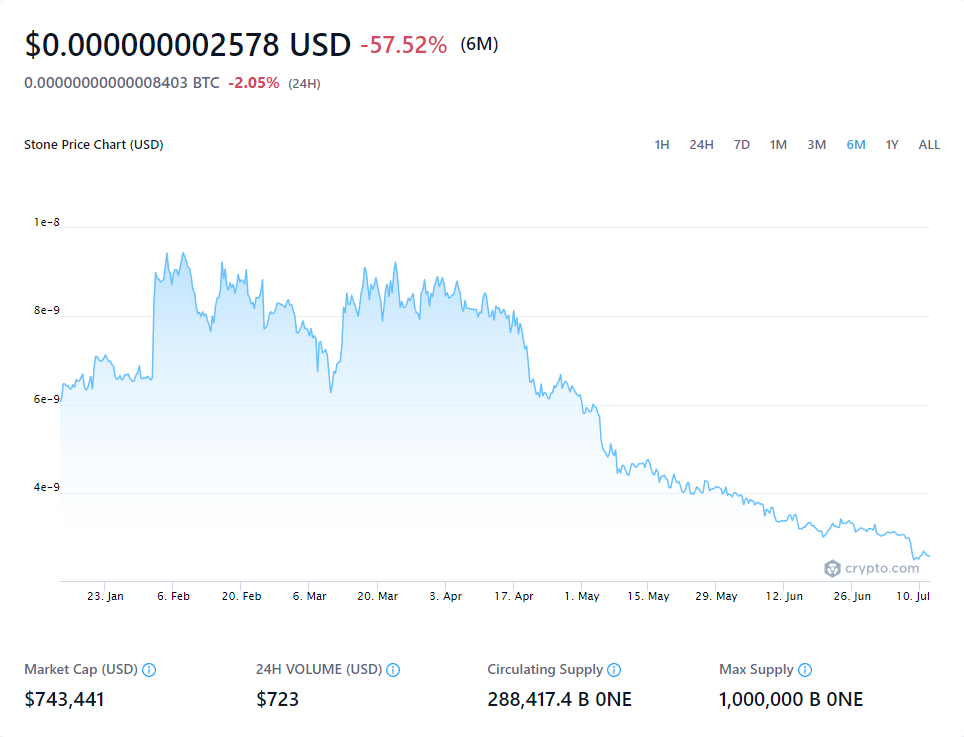 $0.000000002578 USD -57.52% (6M)
0.00000000000008403 BTC -2.05% (24H)
Stone Price Chart (USD) 1H 24H 7D 1M 3M 6M 1Y ALL
1e-8
8e-9
6e-9
4e-9
crypto.com
23. Jan 6. Feb 20. Feb 6. Mar 20. Mar 3. Apr 17. Apr 1. May 15. May 29. May 12. Jun 26. Jun 10. Jul
Market Cap (USD) 24H VOLUME (USD) Circulating Supply Max Supply
$743,441 $723 288,417.4 B 0NE 1,000,000 B 0NE